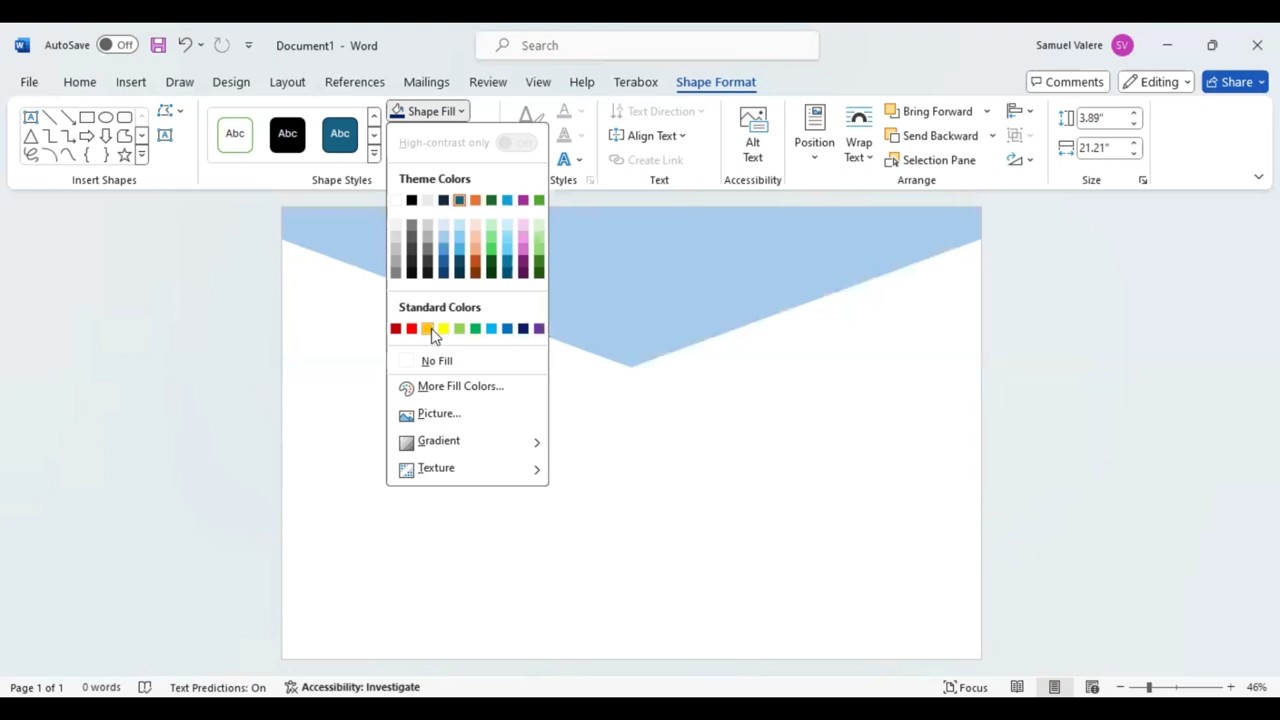 AutoSave Off Document1 - Word Search Samuel Valere SV
File Home Insert Draw Design Layout References Mailings Review View Help Terabox Shape Format Comments Editing Share
Abc Abc Abc
Insert Shapes
Shape Styles
Shape Fill
High-contrast only
Theme Colors
Standard Colors
No Fill
More Fill Colors...
Picture...
Gradient
Texture
Styles
Text Direction
Align Text
Create Link
Text
Alt
Text
Accessibility
Position
Wrap
Text
Bring Forward
Send Backward
Selection Pane
Arrange
3.89"
21.21"
Size
Page 1 of 1 0 words Text Predictions: On Accessibility: Investigate Focus 46%